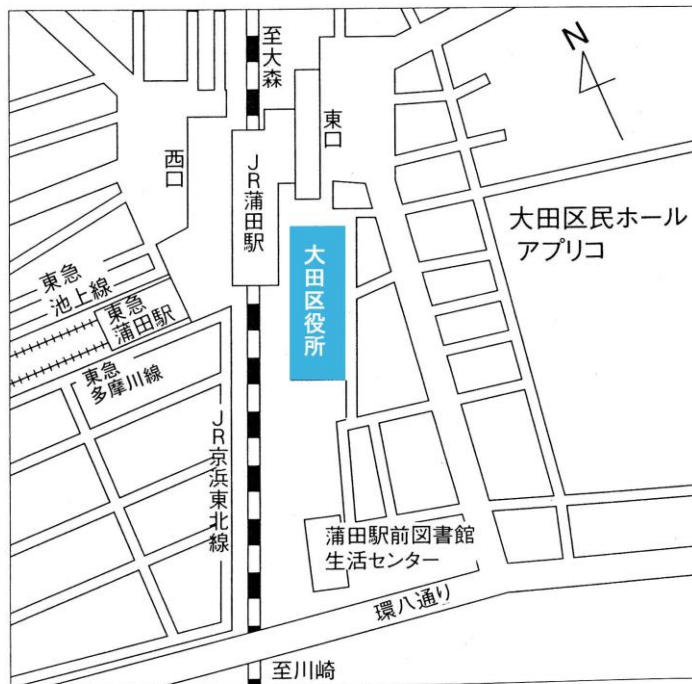 至大森
N
東口
西口
JR蒲田駅
大田区民ホール
アプリコ
大田区役所
東急
池上線
東急
蒲田駅
東急
多摩川線
JR京浜東北線
蒲田駅前図書館
生活センター
環八通り
至川崎